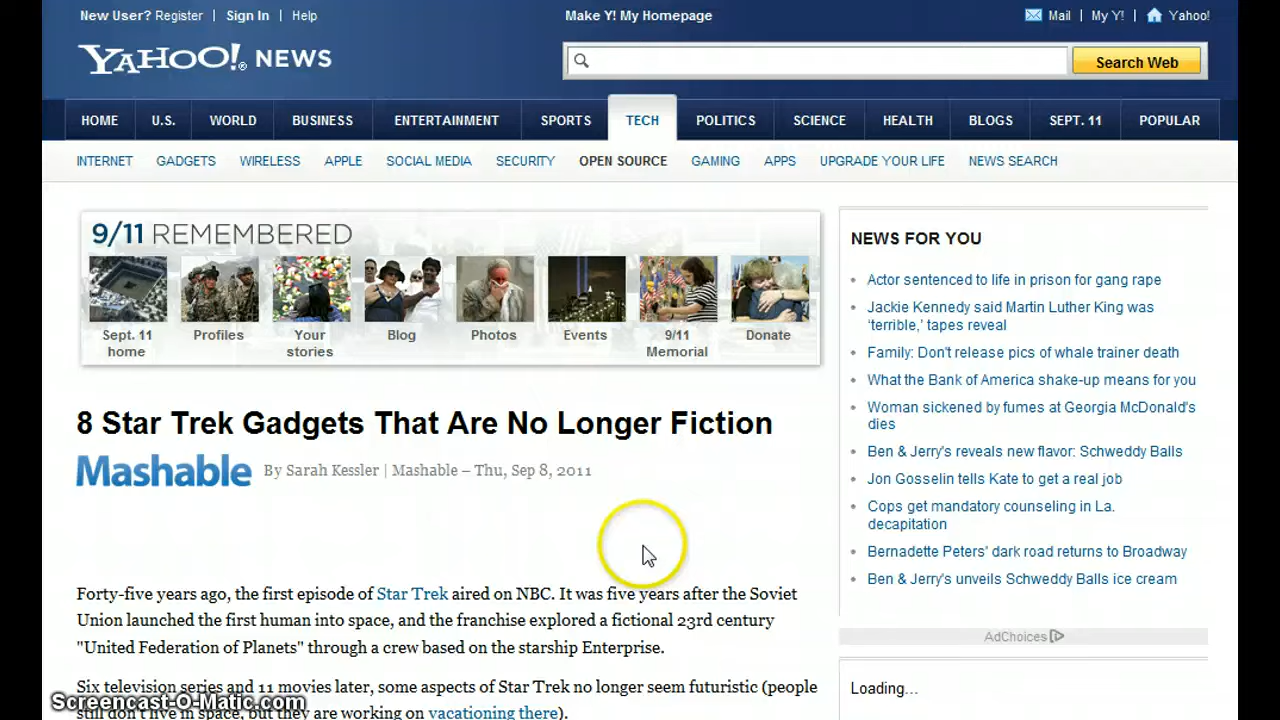 New User? Register | Sign In | Help
Make Y! My Homepage
Mail | My Y! | Yahoo!
YAHOO!® NEWS
Search Web
HOME U.S. WORLD BUSINESS ENTERTAINMENT SPORTS TECH POLITICS SCIENCE HEALTH BLOGS SEPT. 11 POPULAR
INTERNET GADGETS WIRELESS APPLE SOCIAL MEDIA SECURITY OPEN SOURCE GAMING APPS UPGRADE YOUR LIFE NEWS SEARCH
9/11 REMEMBERED
Sept. 11
home
Profiles
Your
stories
Blog
Photos
Events
9/11
Memorial
Donate
8 Star Trek Gadgets That Are No Longer Fiction
Mashable By Sarah Kessler | Mashable – Thu, Sep 8, 2011
Forty-five years ago, the first episode of Star Trek aired on NBC. It was five years after the Soviet
Union launched the first human into space, and the franchise explored a fictional 23rd century
"United Federation of Planets" through a crew based on the starship Enterprise.
Six television series and 11 movies later, some aspects of Star Trek no longer seem futuristic (people
still don't live in space, but they are working on vacationing there).
NEWS FOR YOU
Actor sentenced to life in prison for gang rape
Jackie Kennedy said Martin Luther King was
'terrible,' tapes reveal
Family: Don't release pics of whale trainer death
What the Bank of America shake-up means for you
Woman sickened by fumes at Georgia McDonald's
dies
Ben & Jerry's reveals new flavor: Schweddy Balls
Jon Gosselin tells Kate to get a real job
Cops get mandatory counseling in La.
decapitation
Bernadette Peters' dark road returns to Broadway
Ben & Jerry's unveils Schweddy Balls ice cream
AdChoices
Loading...
Screencast-O-Matic.com